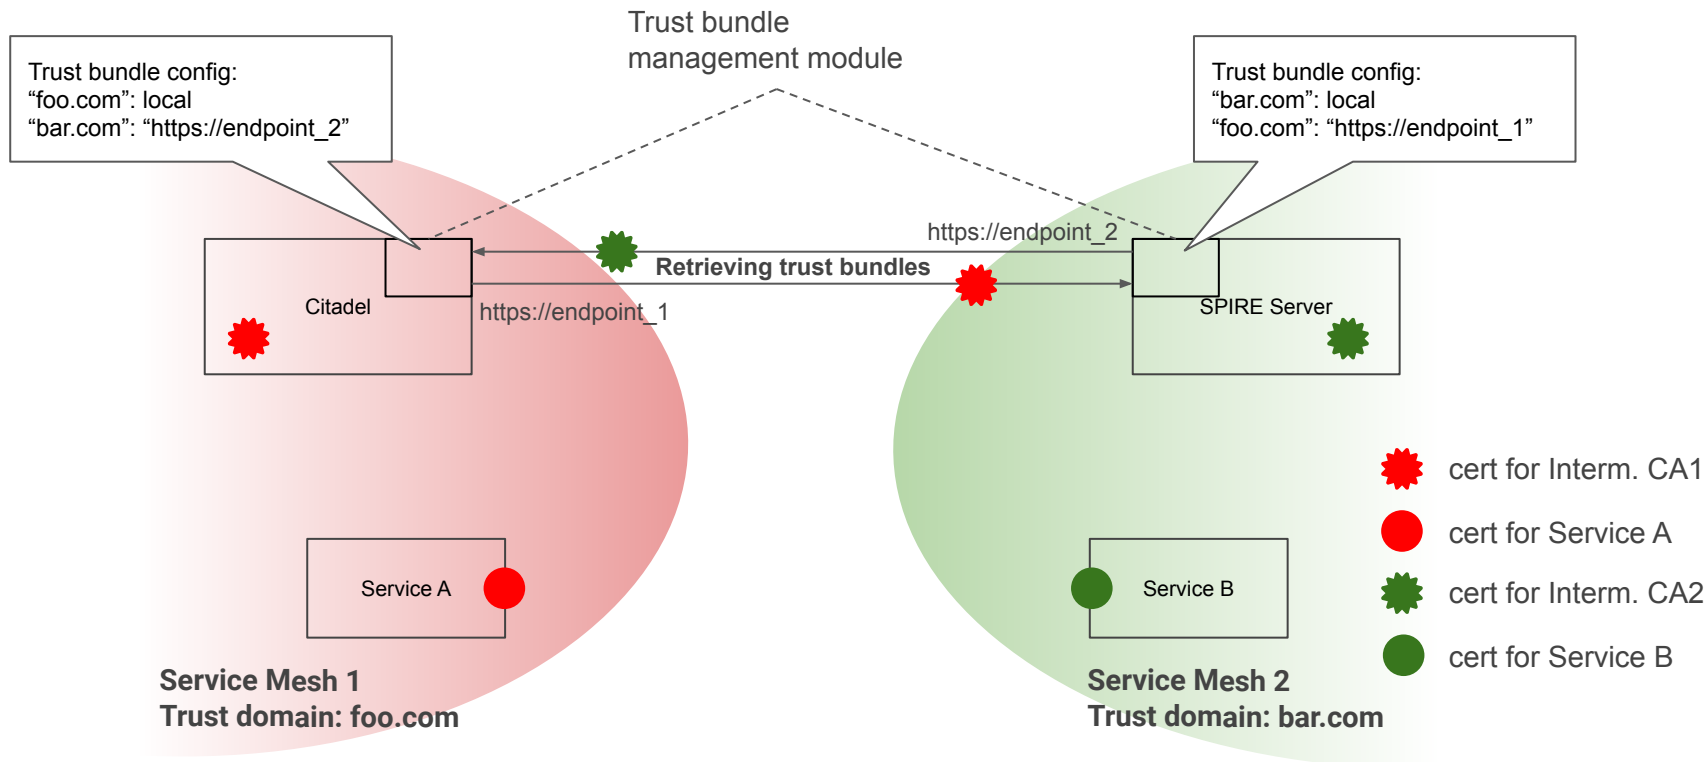 Trust bundle
management module
Trust bundle config:
“foo.com”: local
“bar.com”: “https://endpoint_2”
Trust bundle config:
“bar.com”: local
“foo.com”: “https://endpoint_1”
https://endpoint_2
Retrieving trust bundles
https://endpoint_1
Citadel
SPIRE Server
cert for Interm. CA1
cert for Service A
cert for Interm. CA2
cert for Service B
Service A
Service B
Service Mesh 1
Trust domain: foo.com
Service Mesh 2
Trust domain: bar.com